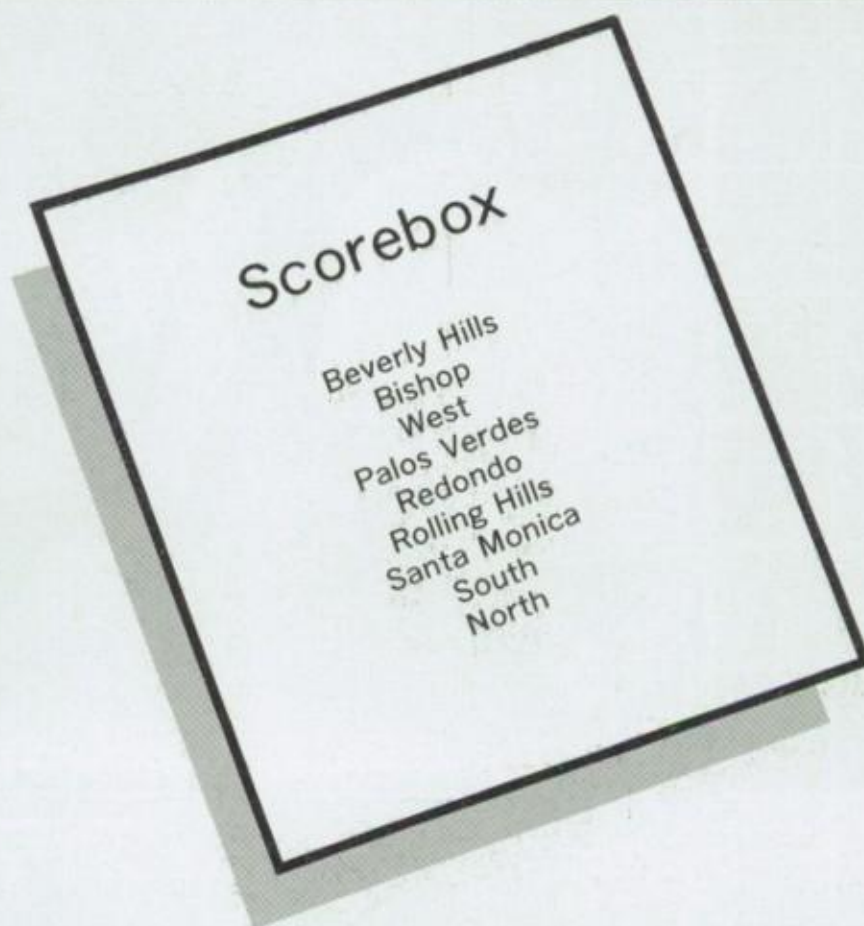 Scorebox
Beverly Hills
Bishop
West
Palos Verdes
Redondo
Rolling Hills
Santa Monica
South
North